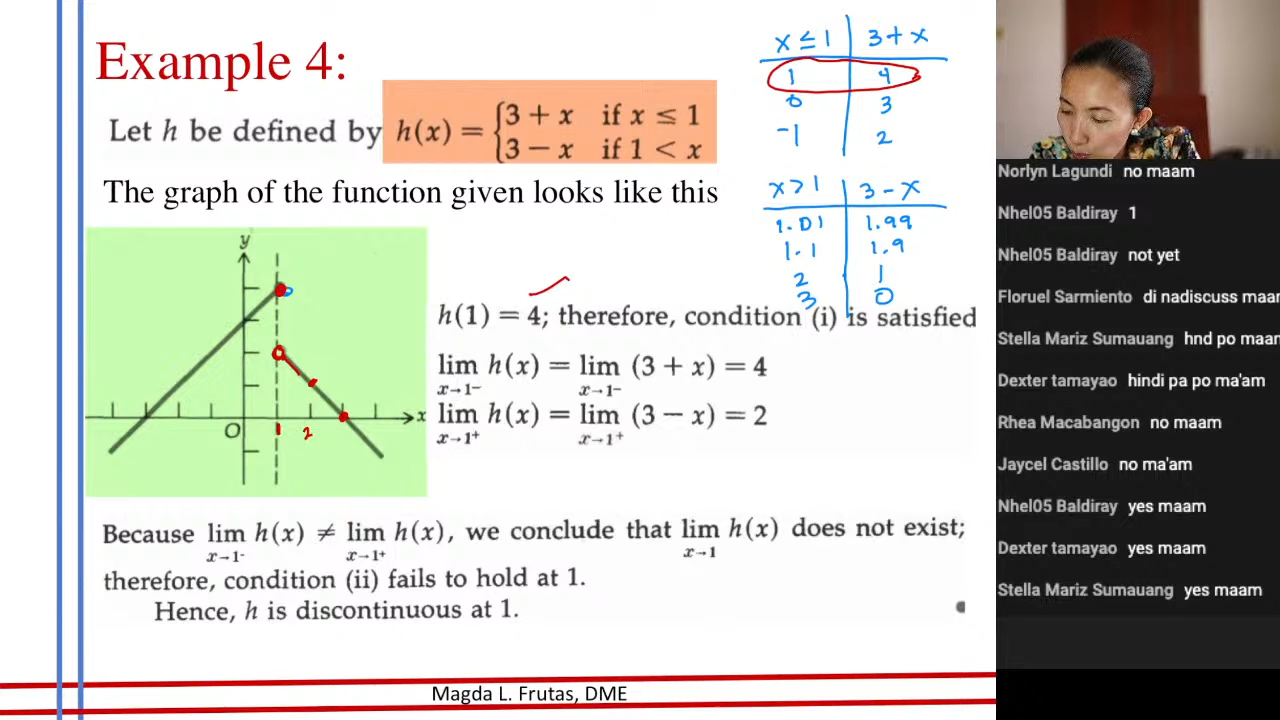 Example 4:
Let h be defined by h(x) = {3 + x if x ≤ 1
3 − x if 1 < x
The graph of the function given looks like this
x ≤ 1 | 3 + x
1 4
0 3
-1 2
x > 1 | 3 - x
1.01 1.99
1.1 1.9
2 1
3 0
y
x
O
1 2
h(1) = 4; therefore, condition (i) is satisfied
lim h(x) = lim (3 + x) = 4
x→1− x→1−
lim h(x) = lim (3 − x) = 2
x→1+ x→1+
Because lim h(x) ≠ lim h(x), we conclude that lim h(x) does not exist;
x→1- x→1+ x→1
therefore, condition (ii) fails to hold at 1.
Hence, h is discontinuous at 1.
Magda L. Frutas, DME
Norlyn Lagundi no maam
Nhel05 Baldiray 1
Nhel05 Baldiray not yet
Floruel Sarmiento di nadiscuss maam
Stella Mariz Sumauang hnd po maam
Dexter tamayao hindi pa po ma'am
Rhea Macabangon no maam
Jaycel Castillo no ma'am
Nhel05 Baldiray yes maam
Dexter tamayao yes maam
Stella Mariz Sumauang yes maam